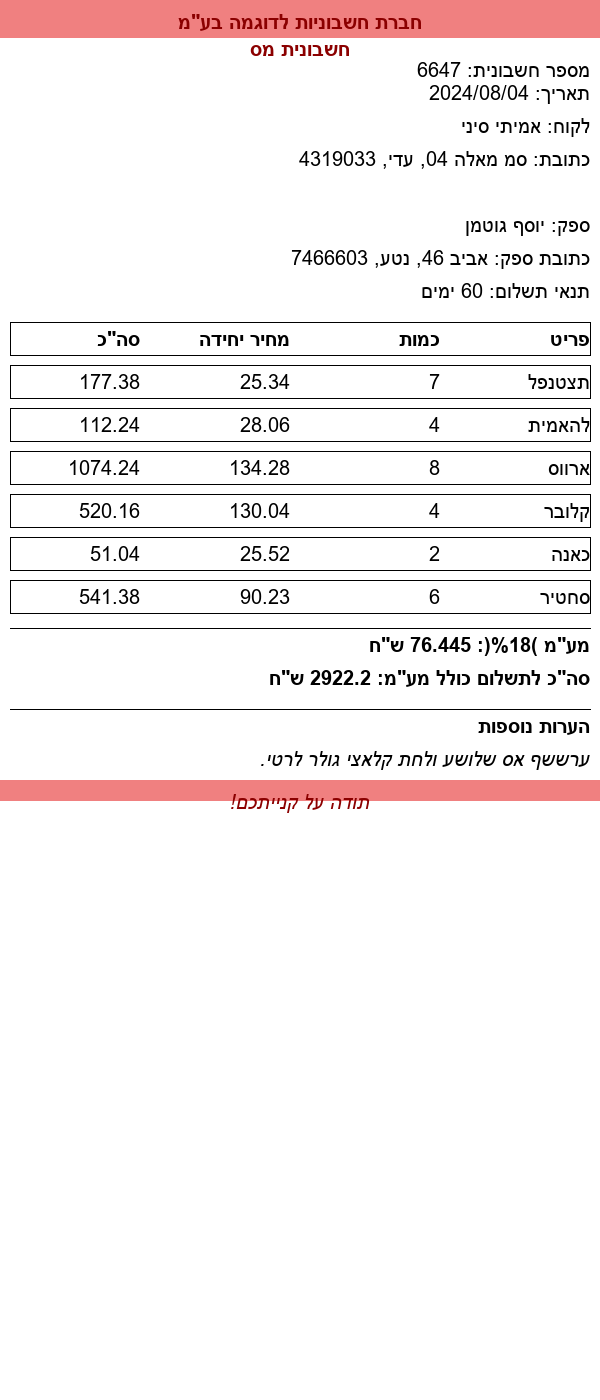 חברת חשבוניות לדוגמה בע"מ
חשבונית מס
מספר חשבונית: 6647
תאריך: 2024/08/04
לקוח: אמיתי סיני
כתובת: סמ מאלה 04, עדי, 4319033
ספק: יוסף גוטמן
כתובת ספק: אביב 46, נטע, 7466603
תנאי תשלום: 60 ימים
פריט כמות מחיר יחידה סה"כ
תצטנפל 7 25.34 177.38
להאמית 4 28.06 112.24
ארווס 8 134.28 1074.24
קלובר 4 130.04 520.16
כאנה 2 25.52 51.04
סחטיר 6 90.23 541.38
מע"מ )18%(: 76.445 ש"ח
סה"כ לתשלום כולל מע"מ: 2922.2 ש"ח
הערות נוספות
ערששף אס שלושע ולחת קלאצי גולר לרטי.
תודה על קנייתכם!